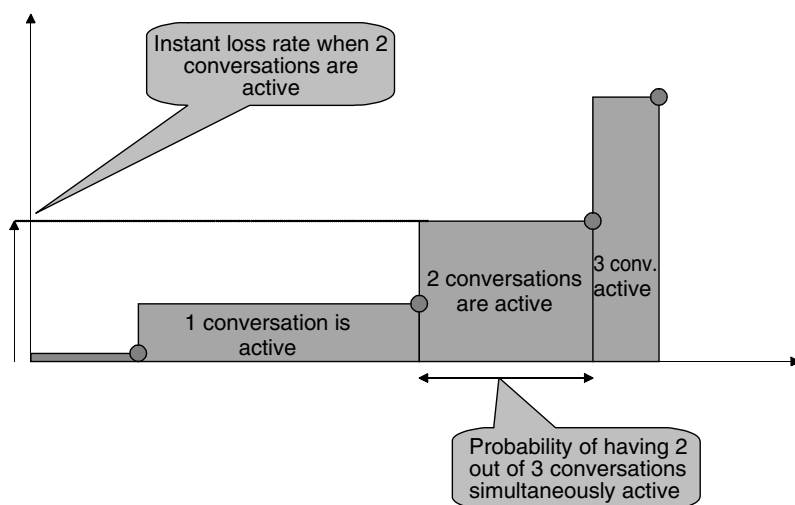 Instant loss rate when 2
conversations are
active
1 conversation is
active
2 conversations
are active
3 conv.
active
Probability of having 2
out of 3 conversations
simultaneously active